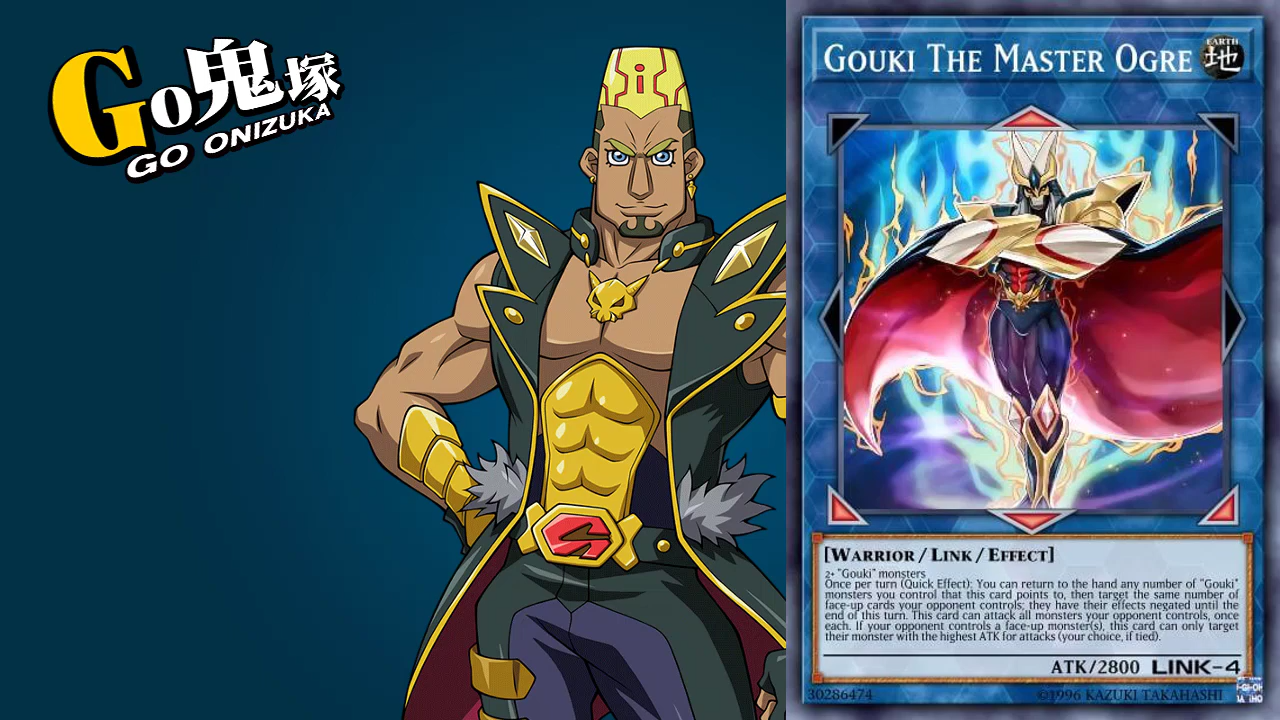 Go鬼塚
GO ONIZUKA
GOUKI THE MASTER OGRE
EARTH
地
[WARRIOR / LINK / EFFECT]
2+ "Gouki" monsters
Once per turn (Quick Effect): You can return to the hand any number of "Gouki"
monsters you control that this card points to, then target the same number of
face-up cards your opponent controls; they have their effects negated until the
end of this turn. This card can attack all monsters your opponent controls, once
each. If your opponent controls a face-up monster(s), this card can only target
their monster with the highest ATK for attacks (your choice, if tied).
ATK/2800 LINK-4
30286474 ©1996 KAZUKI TAKAHASHI